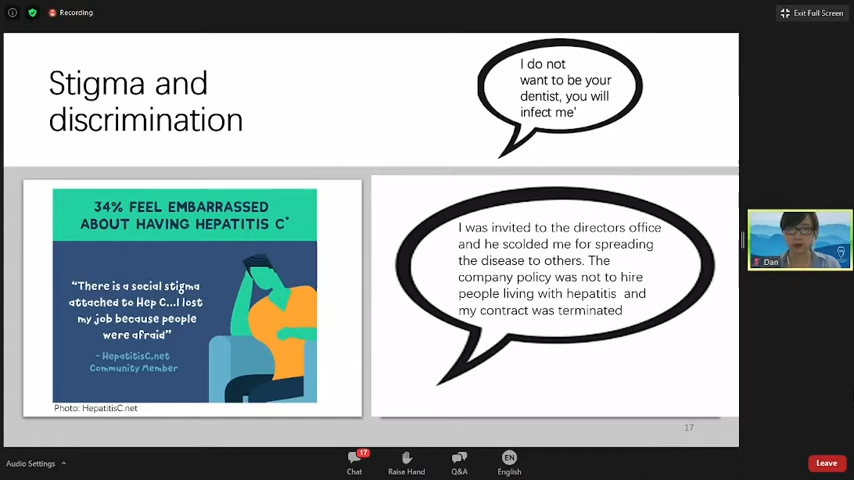 Recording
Exit Full Screen
Stigma and
discrimination
I do not
want to be your
dentist, you will
infect me'
34% FEEL EMBARRASSED
ABOUT HAVING HEPATITIS C*
"There is a social stigma
attached to Hep C...I lost
my job because people
were afraid"
- HepatitisC.net
Community Member
Photo: HepatitisC.net
I was invited to the directors office
and he scolded me for spreading
the disease to others. The
company policy was not to hire
people living with hepatitis and
my contract was terminated
17
Dan
Audio Settings
17
Chat
Raise Hand
Q&A
EN
English
Leave